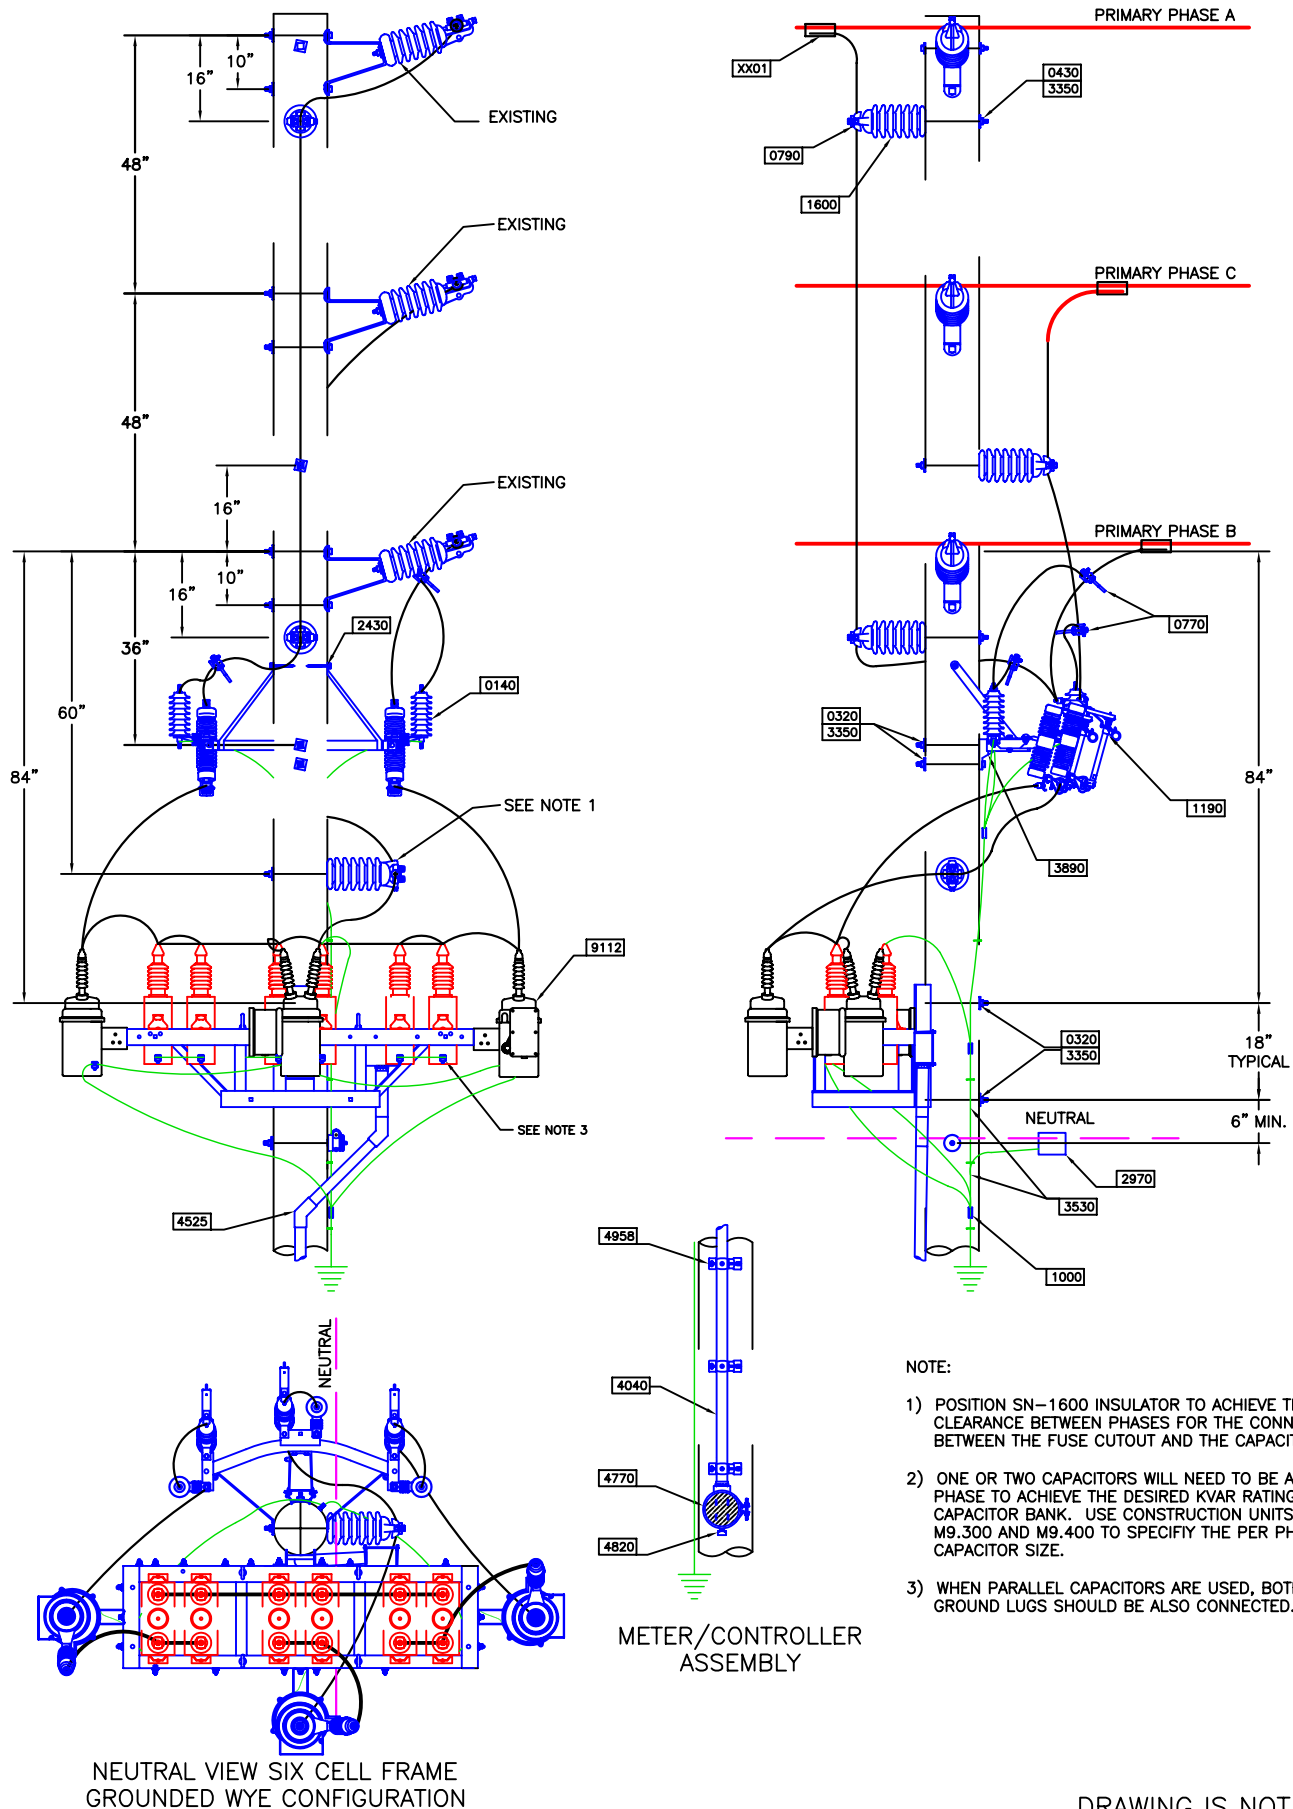 PRIMARY PHASE A
16”
10”
XX01
0430
3350
EXISTING
48”
0790
1600
EXISTING
PRIMARY PHASE C
48”
EXISTING
16”
PRIMARY PHASE B
16”
10”
36”
2430
0770
0140
60”
0320
3350
84”
84”
SEE NOTE 1
1190
3890
9112
0320
3350
18”
TYPICAL
SEE NOTE 3
NEUTRAL
6” MIN.
2970
4525
3530
4958
1000
NEUTRAL
4040
4770
4820
METER/CONTROLLER
ASSEMBLY
NOTE:
1) POSITION SN-1600 INSULATOR TO ACHIEVE
CLEARANCE BETWEEN PHASES FOR THE
BETWEEN THE FUSE CUTOUT AND THE
2) ONE OR TWO CAPACITORS WILL NEED TO BE
PHASE TO ACHIEVE THE DESIRED KVAR RATING
CAPACITOR BANK. USE CONSTRUCTION UNITS
M9.300 AND M9.400 TO SPECIFIY THE PER
CAPACITOR SIZE.
3) WHEN PARALLEL CAPACITORS ARE USED,
GROUND LUGS SHOULD BE ALSO CONNECTED.
NEUTRAL VIEW SIX CELL FRAME
GROUNDED WYE CONFIGURATION
DRAWING IS NOT